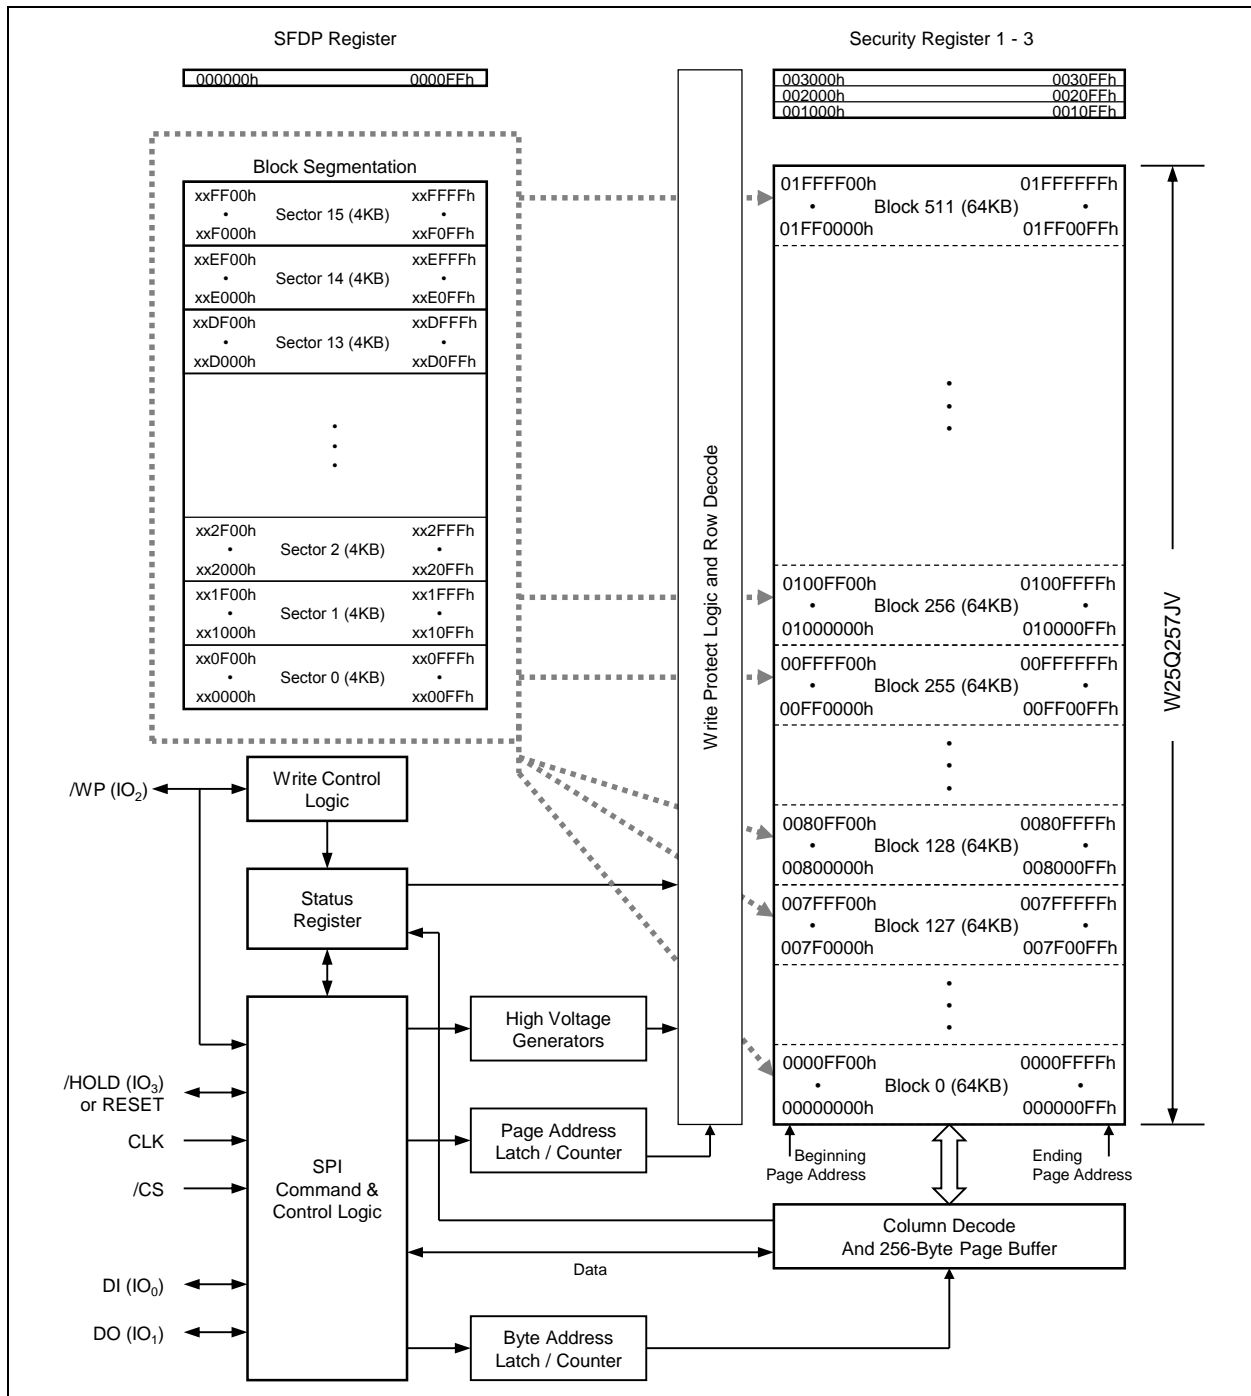 SFDP Register
000000h 0000FFh
Security Register 1 - 3
003000h 0030FFh
002000h 0020FFh
001000h 0010FFh
Block Segmentation
xxFF00h xxFFFFh
• Sector 15 (4KB) •
xxF000h xxF0FFh
xxEF00h xxEFFFh
• Sector 14 (4KB) •
xxE000h xxE0FFh
xxDF00h xxDFFFh
• Sector 13 (4KB) •
xxD000h xxD0FFh
xx2F00h xx2FFFh
• Sector 2 (4KB) •
xx2000h xx20FFh
xx1F00h xx1FFFh
• Sector 1 (4KB) •
xx1000h xx10FFh
xx0F00h xx0FFFh
• Sector 0 (4KB) •
xx0000h xx00FFh
Write Protect Logic and Row Decode
01FFFF00h 01FFFFFFh
• Block 511 (64KB) •
01FF0000h 01FF00FFh
0100FF00h 0100FFFFh
• Block 256 (64KB) •
01000000h 010000FFh
00FFFF00h 00FFFFFFh
• Block 255 (64KB) •
00FF0000h 00FF00FFh
0080FF00h 0080FFFFh
• Block 128 (64KB) •
00800000h 008000FFh
007FFF00h 007FFFFFh
• Block 127 (64KB) •
007F0000h 007F00FFh
0000FF00h 0000FFFFh
• Block 0 (64KB) •
00000000h 000000FFh
W25Q257JV
Beginning
Page Address
Ending
Page Address
/WP (IO₂)
Write Control
Logic
Status
Register
High Voltage
Generators
/HOLD (IO₃)
or RESET
CLK
/CS
DI (IO₀)
DO (IO₁)
SPI
Command &
Control Logic
Page Address
Latch / Counter
Column Decode
And 256-Byte Page Buffer
Data
Byte Address
Latch / Counter